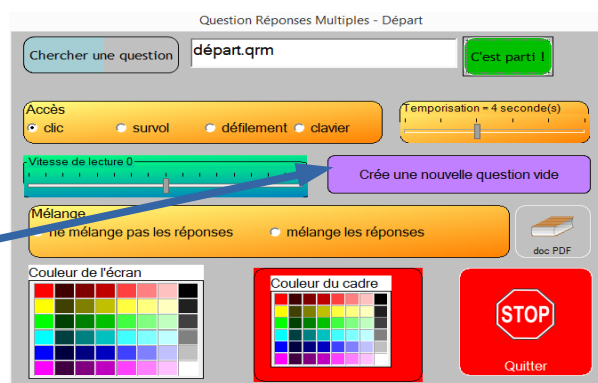 Question Réponses Multiples - Départ
Chercher une question
départ.qrm
C'est parti !
Accès
clic
survol
défilement
clavier
Temporisation = 4 seconde(s)
Vitesse de lecture 0
Crée une nouvelle question vide
Mélange
ne mélange pas les réponses
mélange les réponses
doc PDF
Couleur de l'écran
Couleur du cadre
STOP
Quitter